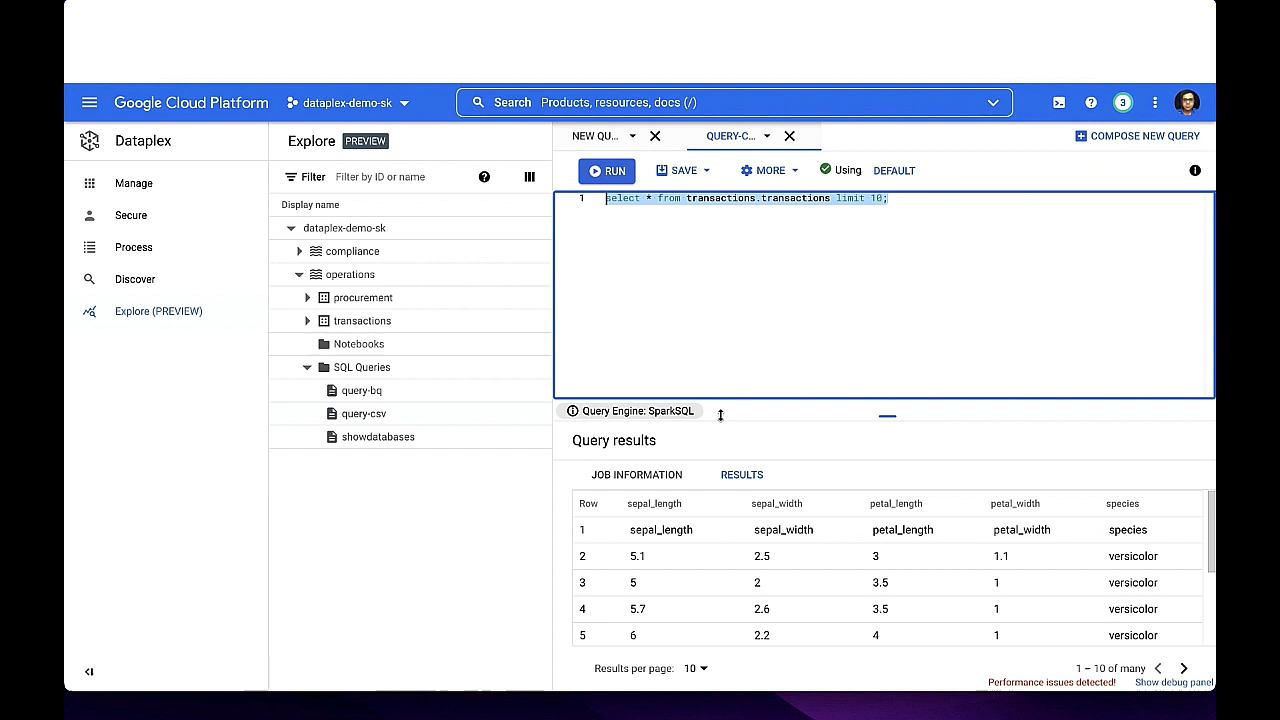 Google Cloud Platform
dataplex-demo-sk
Search Products, resources, docs (/)
3
Dataplex
Manage
Secure
Process
Discover
Explore (PREVIEW)
Explore PREVIEW
Filter Filter by ID or name
Display name
dataplex-demo-sk
compliance
operations
procurement
transactions
Notebooks
SQL Queries
query-bq
query-csv
showdatabases
NEW QU...
QUERY-C...
COMPOSE NEW QUERY
RUN SAVE MORE Using DEFAULT
1 select * from transactions.transactions limit 10;
Query Engine: SparkSQL
Query results
JOB INFORMATION RESULTS
Row sepal_length sepal_width petal_length petal_width species
1 sepal_length sepal_width petal_length petal_width species
2 5.1 2.5 3 1.1 versicolor
3 5 2 3.5 1 versicolor
4 5.7 2.6 3.5 1 versicolor
5 6 2.2 4 1 versicolor
Results per page: 10 1 – 10 of many
Performance issues detected! Show debug panel